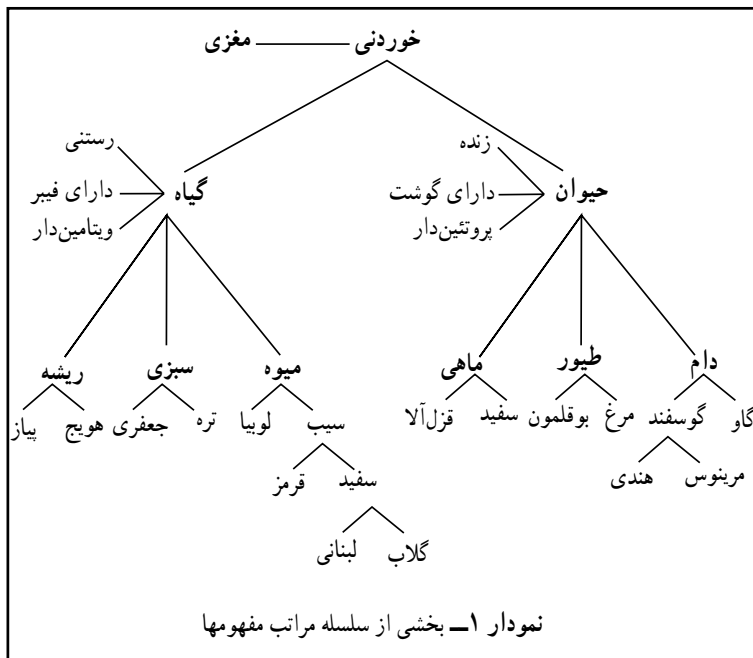 خوردنی مغزی
زنده رستنی
حیوان دارای گوشت گیاه دارای فیبر
پروتئین‌دار ویتامین‌دار
دام طیور ماهی میوه سبزی ریشه
گاو گوسفند مرغ بوقلمون سفید قزل‌آلا سیب لوبیا تره جعفری هویج پیاز
مرینوس هندی سفید قرمز
گلاب لبنانی
نمودار ۱ــ بخشی از سلسله مراتب مفهومها